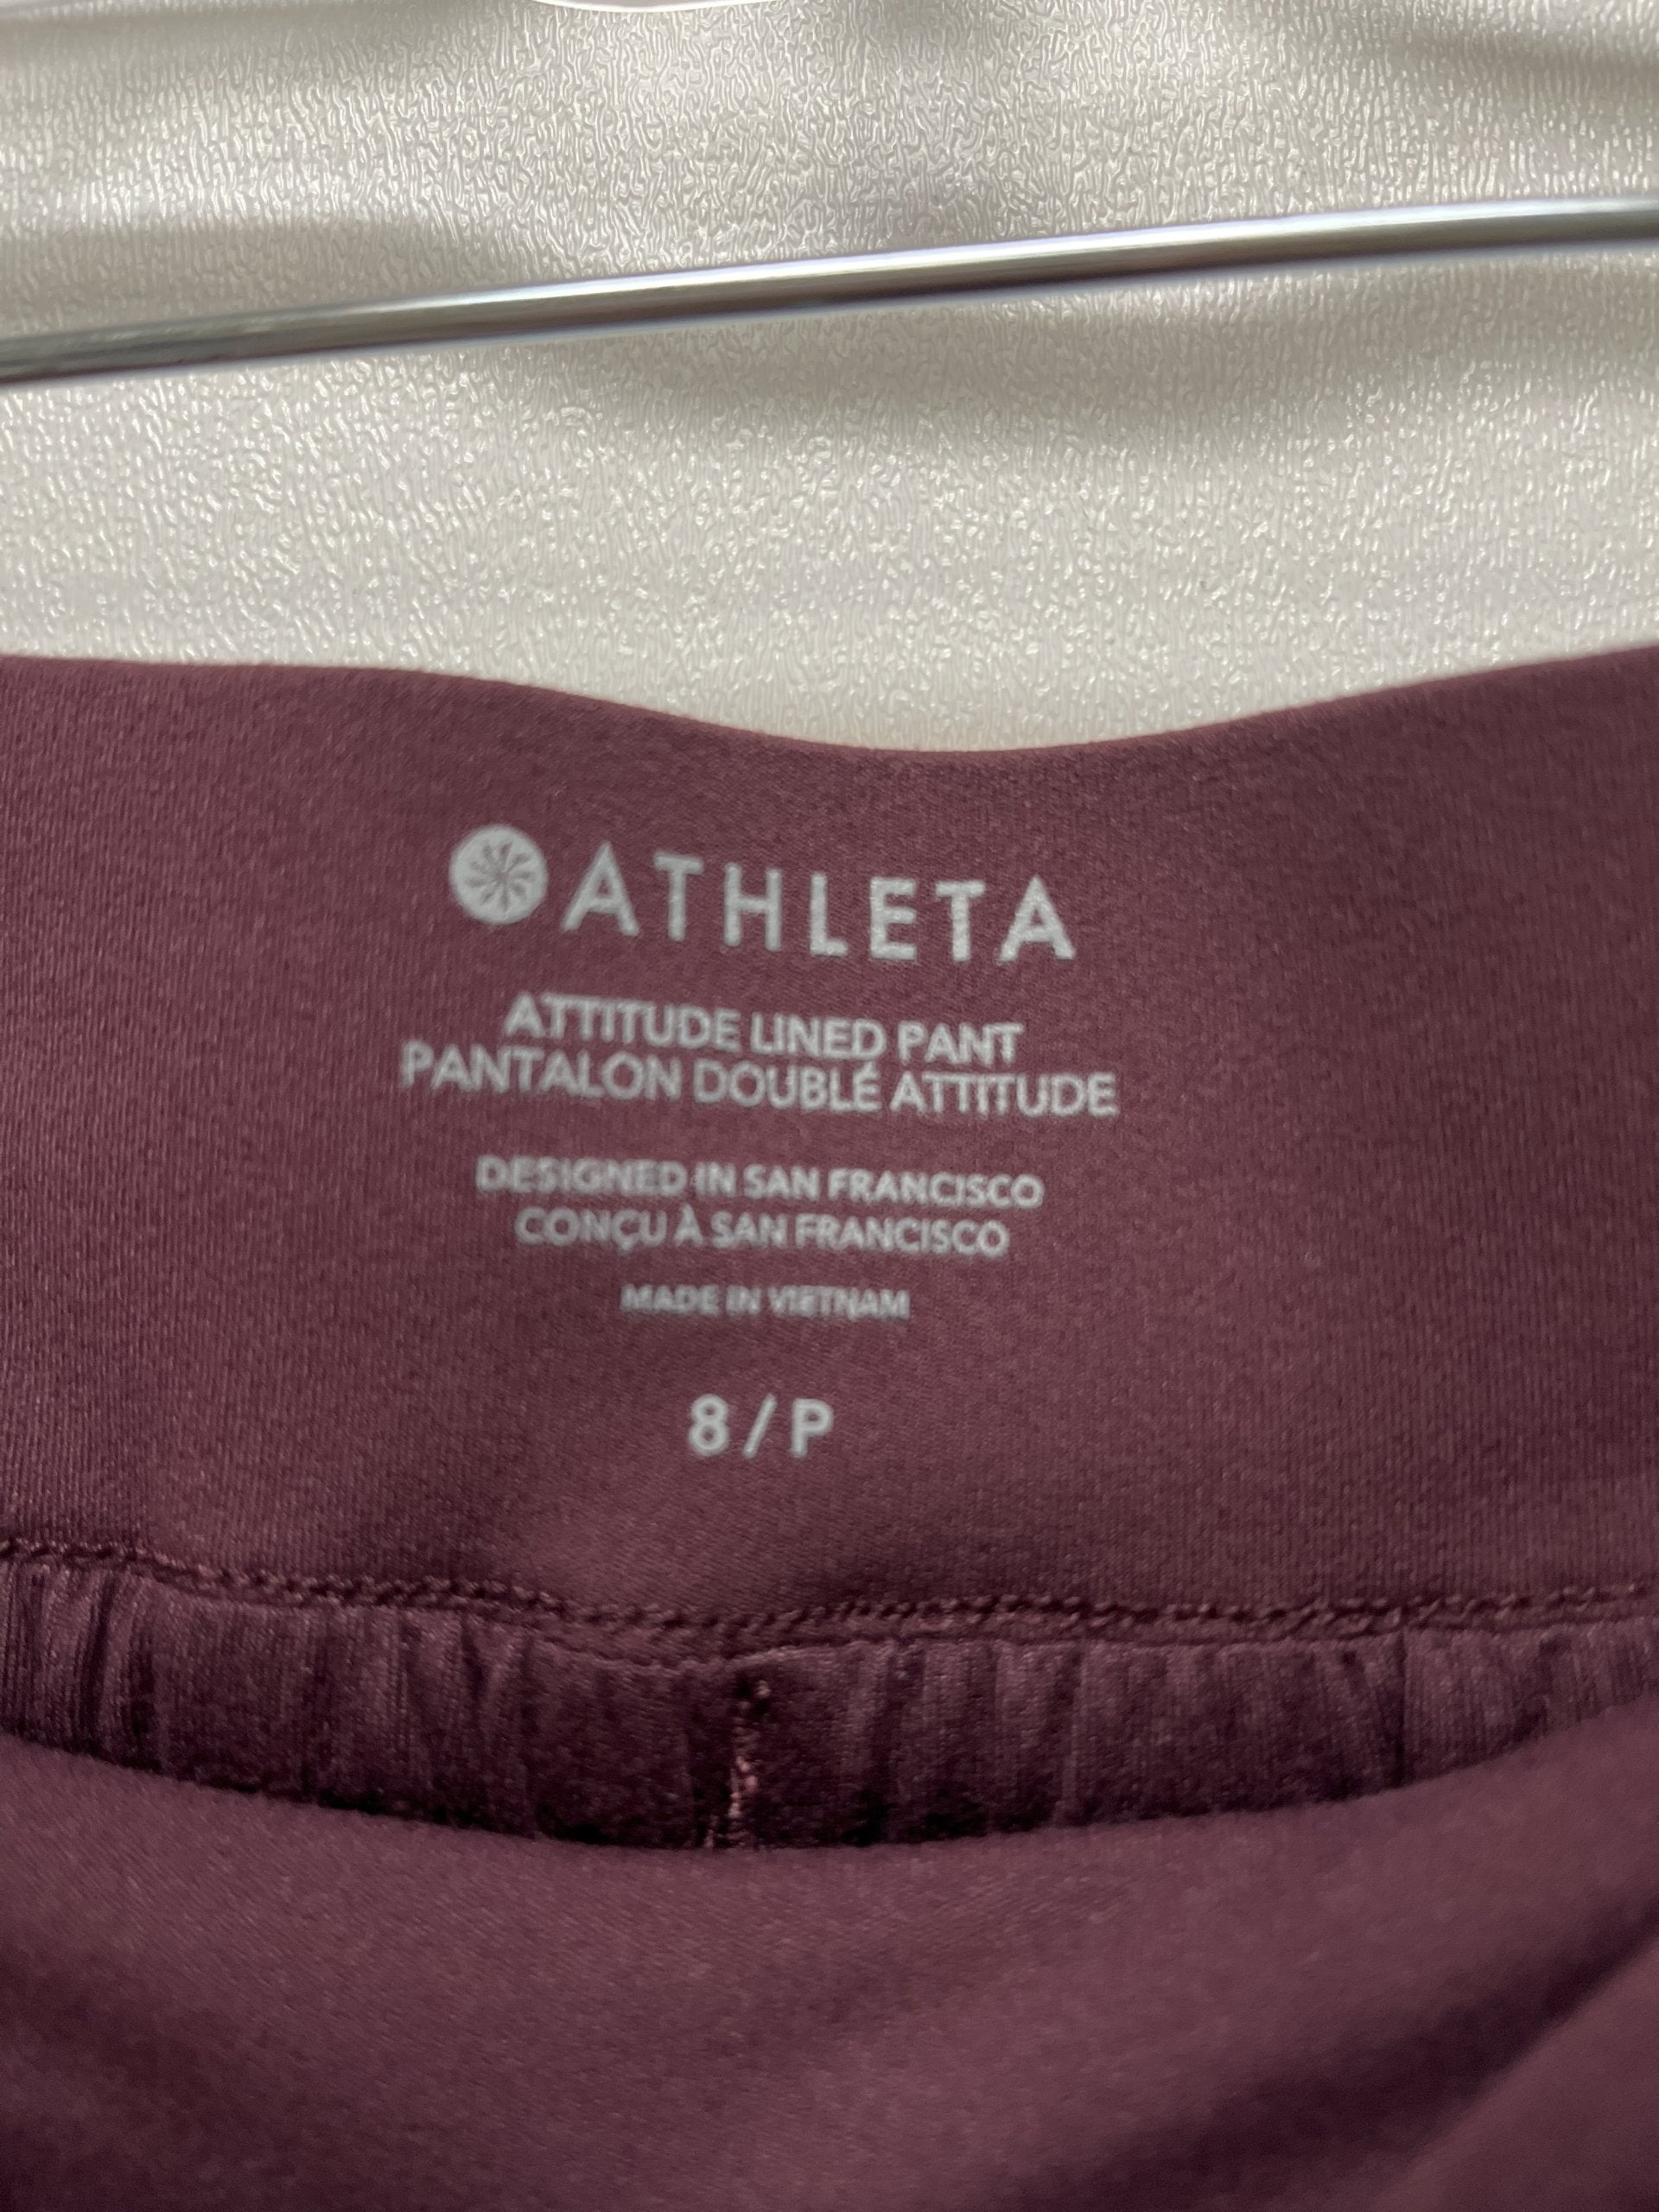 ATHLETA
ATTITUDE LINED PANT
PANTALON DOUBLÉ ATTITUDE
DESIGNED IN SAN FRANCISCO
CONÇU À SAN FRANCISCO
MADE IN VIETNAM
8 / P